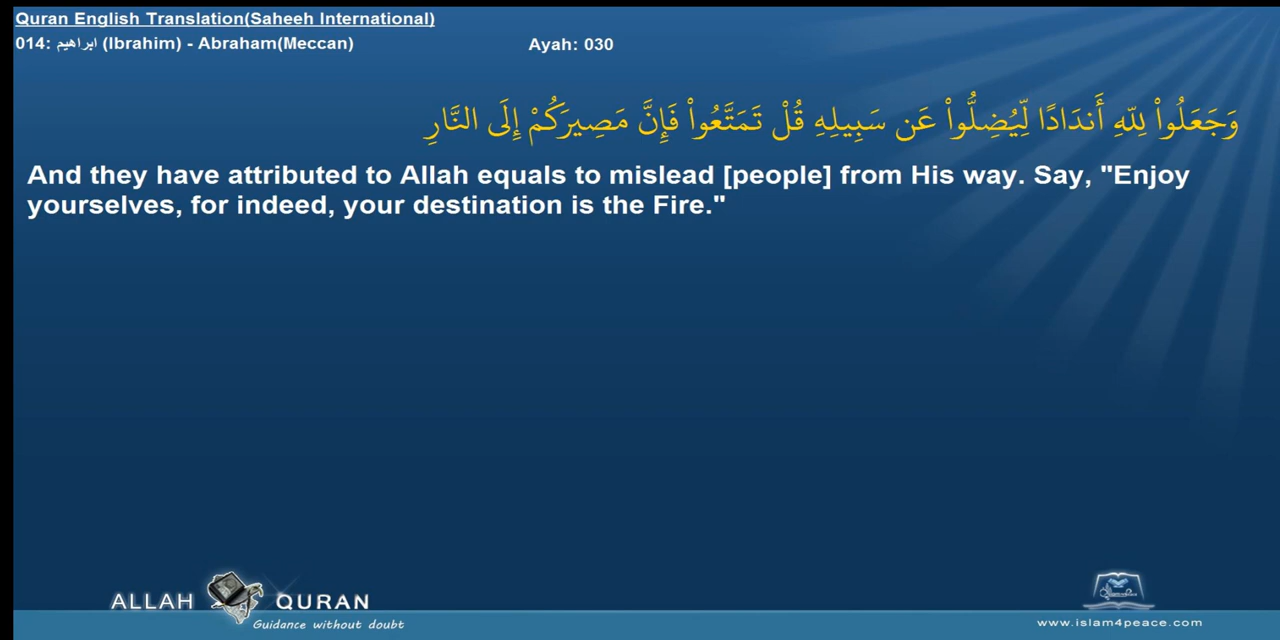 Quran English Translation(Saheeh International)
014: ابراهيم (Ibrahim) - Abraham(Meccan) Ayah: 030
وَجَعَلُواْ لِلّهِ أَندَادًا لِّيُضِلُّواْ عَن سَبِيلِهِ قُلْ تَمَتَّعُواْ فَإِنَّ مَصِيرَكُمْ إِلَى النَّارِ
And they have attributed to Allah equals to mislead [people] from His way. Say, "Enjoy
yourselves, for indeed, your destination is the Fire."
ALLAH QURAN
Guidance without doubt
www.islam4peace.com